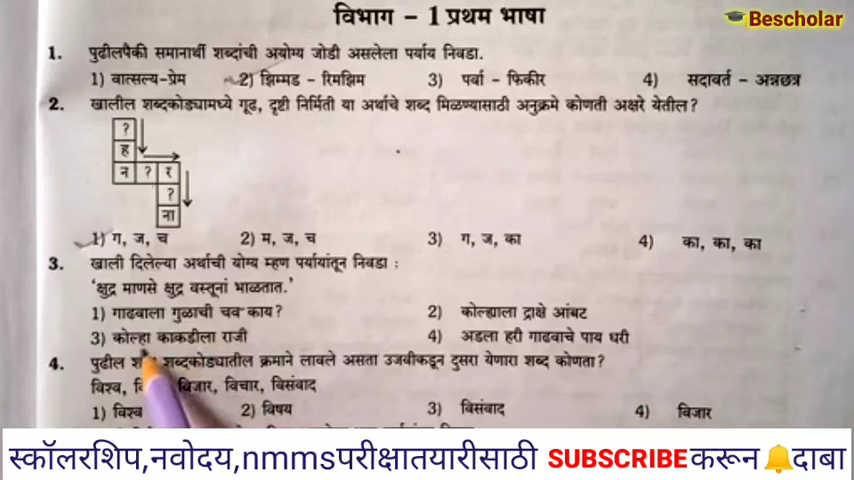 विभाग - 1 प्रथम भाषा
Bescholar
1. पुढीलपैकी समानार्थी शब्दांची अयोग्य जोडी असलेला पर्याय निवडा.
1) वात्सल्य-प्रेम 2) झिम्मड - रिमझिम 3) पर्वा - फिकीर 4) सदावर्त - अन्नछत्र
2. खालील शब्दकोड्यामध्ये गूढ, दृष्टी निर्मिती या अर्थाचे शब्द मिळण्यासाठी अनुक्रमे कोणती अक्षरे येतील?
?
ह
न ? र
?
ना
1) ग, ज, च 2) म, ज, च 3) ग, ज, का 4) का, का, का
3. खाली दिलेल्या अर्थाची योग्य म्हण पर्यायांतून निवडा :
'क्षुद्र माणसे क्षुद्र वस्तूनां भाळतात.'
1) गाढवाला गुळाची चव काय? 2) कोल्ह्याला द्राक्षे आंबट
3) कोल्हा काकडीला राजी 4) अडला हरी गाढवाचे पाय धरी
4. पुढील शब्दकोड्यातील क्रमाने लावले असता उजवीकडून दुसरा येणारा शब्द कोणता?
विश्व, विजार, विचार, विसंवाद
1) विश्व 2) विषय 3) विसंवाद 4) विजार
स्कॉलरशिप,नवोदय,nmmsपरीक्षातयारीसाठी SUBSCRIBE करून दाबा